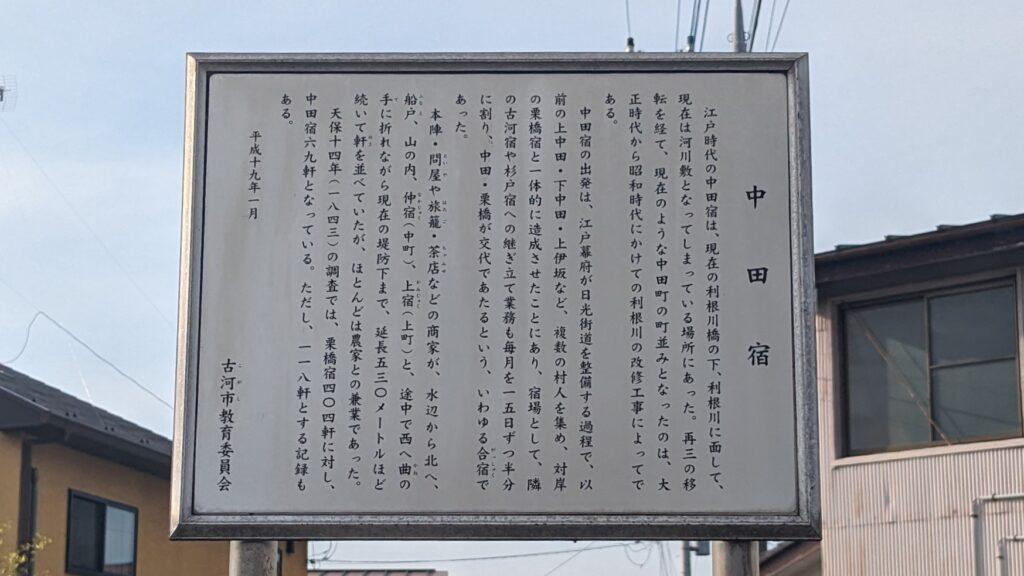 中田宿
江戸時代の中田宿は、現在の利根川橋の下、利根川に面して、
現在は河川敷となってしまっている場所にあった。再三の移
転を経て、現在のような中田町の町並みとなったのは、大
正時代から昭和時代にかけての利根川の改修工事によってで
ある。
中田宿の出発は、江戸幕府が日光街道を整備する過程で、以
前の上中田・下中田・上伊坂など、複数の村人を集め、対岸
の栗橋宿と一体的に造成させたことにあり、宿場として、隣
の古河宿や杉戸宿への継ぎ立て業務も毎月を一五日ずつ半分
に割り、中田・栗橋が交代であたるという、いわゆる合宿で
あった。
本陣・問屋や旅籠・茶店などの商家が、水辺から北へ、
船戸、山の内、仲宿(中町)、上宿(上町)と、途中で西へ曲の
手に折れながら現在の堤防下まで、延長五三〇メートルほど
続いて軒を並べていたが、ほとんどは農家との兼業であった。
天保十四年(一八四三)の調査では、栗橋宿四〇四軒に対し、
中田宿六九軒となっている。ただし、一一八軒とする記録も
ある。
平成十九年一月
古河市教育委員会